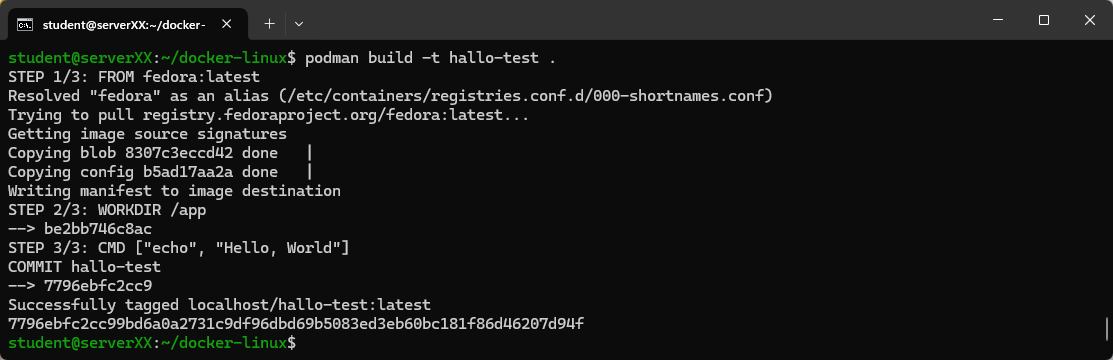 student@serverXX:~/docker-
student@serverXX:~/docker-linux$ podman build -t hallo-test .
STEP 1/3: FROM fedora:latest
Resolved "fedora" as an alias (/etc/containers/registries.conf.d/000-shortnames.conf)
Trying to pull registry.fedoraproject.org/fedora:latest...
Getting image source signatures
Copying blob 8307c3eccd42 done   |
Copying config b5ad17aa2a done   |
Writing manifest to image destination
STEP 2/3: WORKDIR /app
--> be2bb746c8ac
STEP 3/3: CMD ["echo", "Hello, World"]
COMMIT hallo-test
--> 7796ebfc2cc9
Successfully tagged localhost/hallo-test:latest
7796ebfc2cc99bd6a0a2731c9df96dbd69b5083ed3eb60bc181f86d46207d94f
student@serverXX:~/docker-linux$